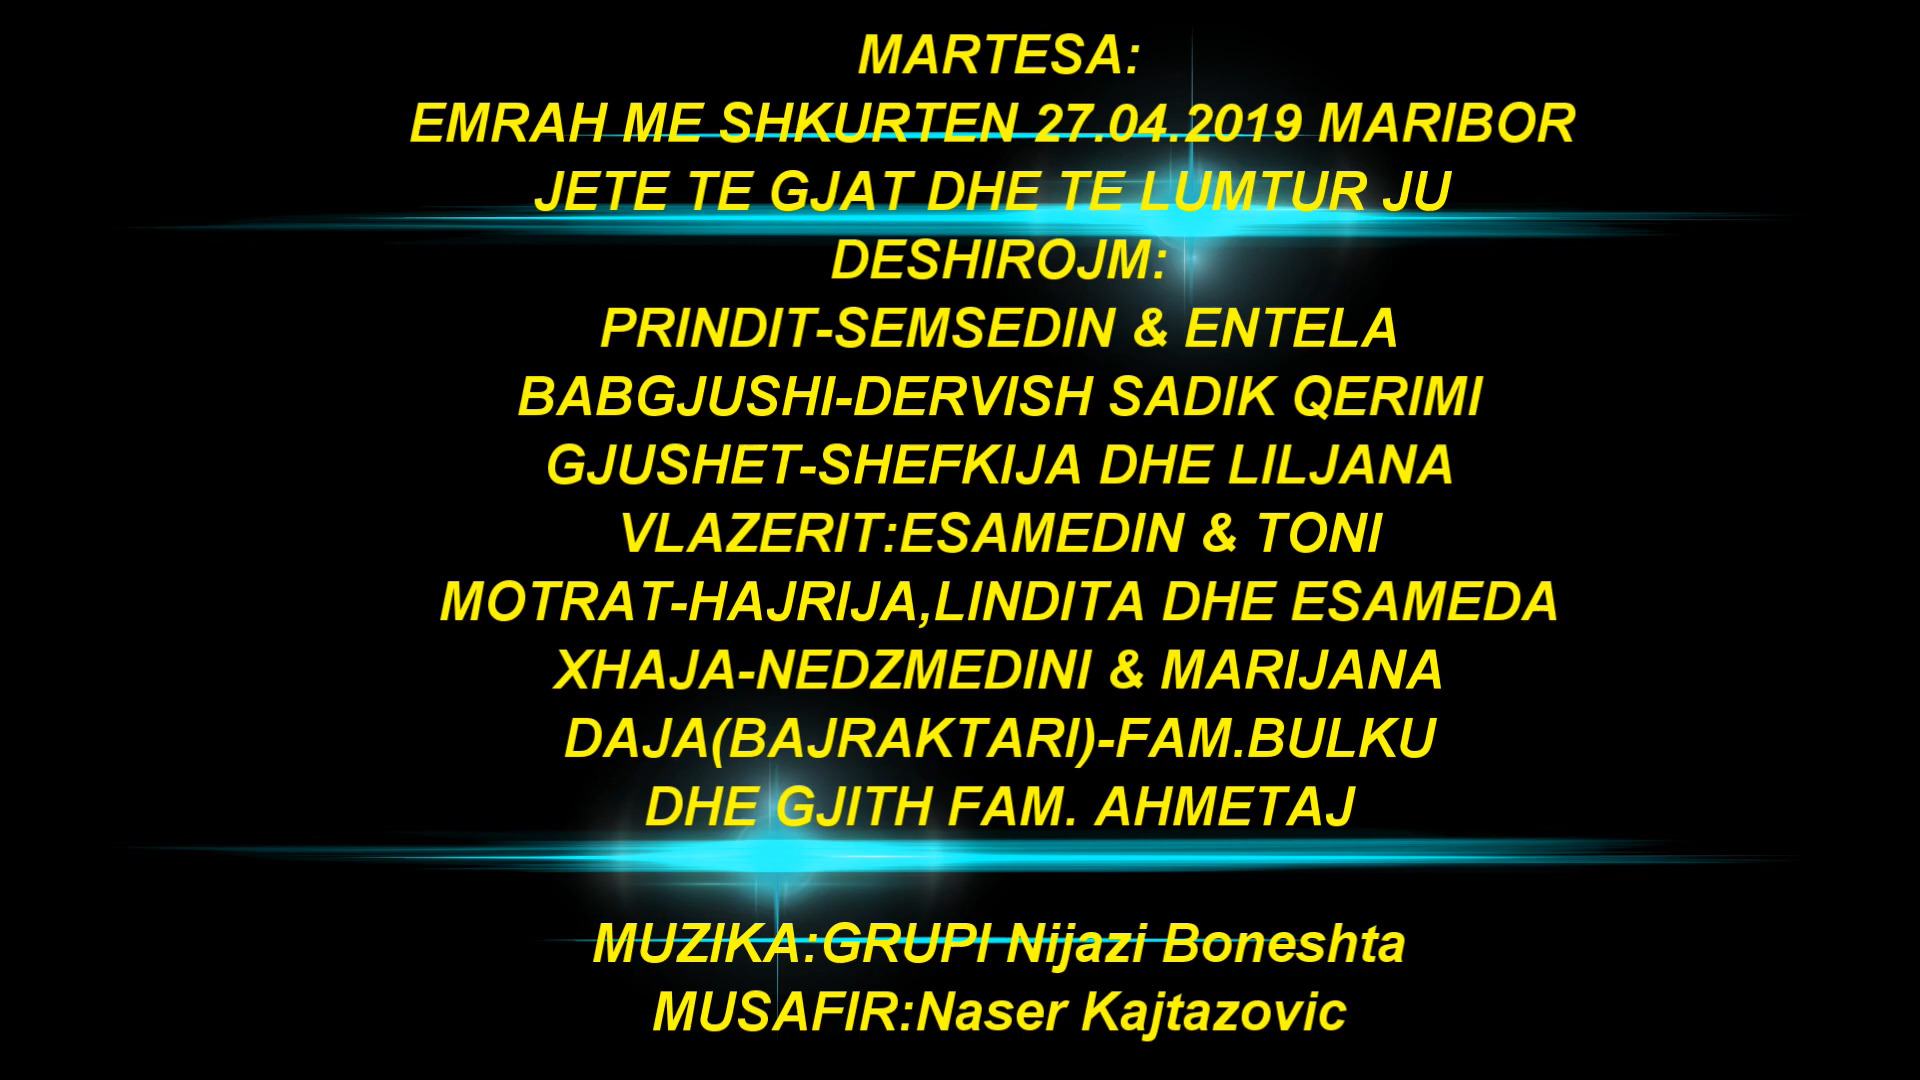 MARTESA:
EMRAH ME SHKURTEN 27.04.2019 MARIBOR
JETE TE GJAT DHE TE LUMTUR JU
DESHIROJM:
PRINDIT-SEMSEDIN & ENTELA
BABGJUSHI-DERVISH SADIK QERIMI
GJUSHET-SHEFKIJA DHE LILJANA
VLAZERIT:ESAMEDIN & TONI
MOTRAT-HAJRIJA,LINDITA DHE ESAMEDA
XHAJA-NEDZMEDINI & MARIJANA
DAJA(BAJRAKTARI)-FAM.BULKU
DHE GJITH FAM. AHMETAJ
MUZIKA:GRUPI Nijazi Boneshta
MUSAFIR:Naser Kajtazovic